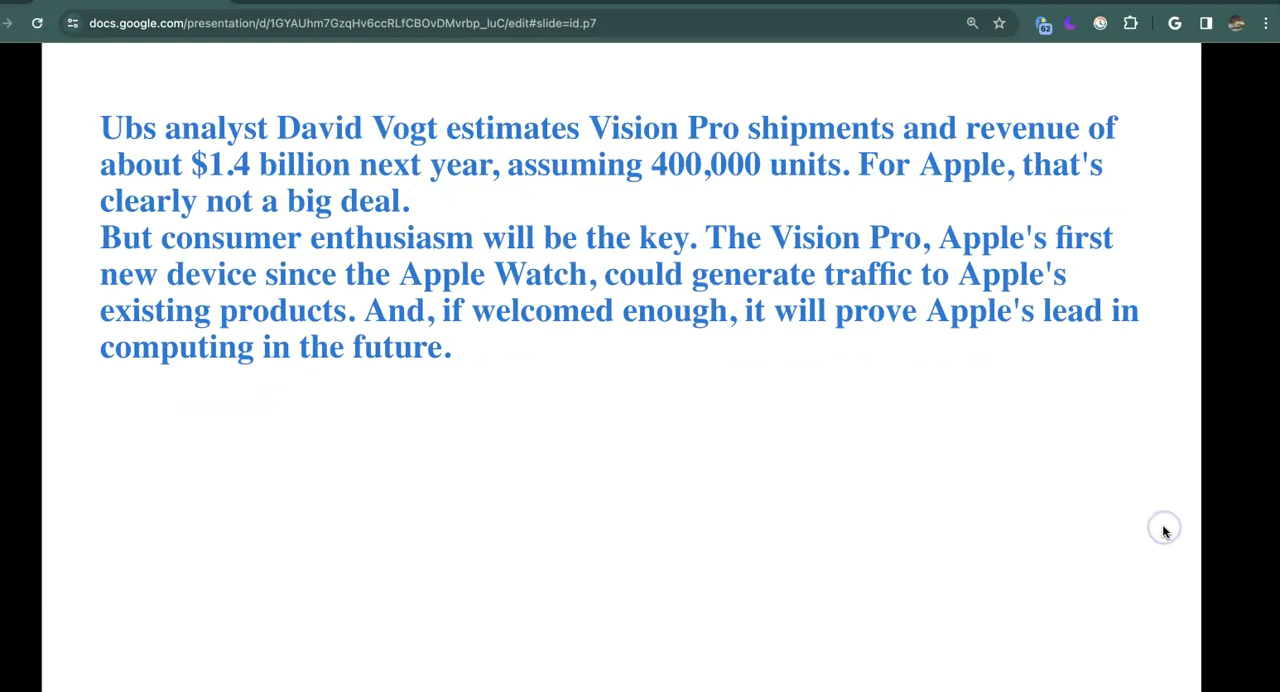 docs.google.com/presentation/d/1GYAUhm7GzqHv6ccRLfCBOvDMvrbp_luC/edit#slide=id.p7
62
G
Ubs analyst David Vogt estimates Vision Pro shipments and revenue of
about $1.4 billion next year, assuming 400,000 units. For Apple, that's
clearly not a big deal.
But consumer enthusiasm will be the key. The Vision Pro, Apple's first
new device since the Apple Watch, could generate traffic to Apple's
existing products. And, if welcomed enough, it will prove Apple's lead in
computing in the future.